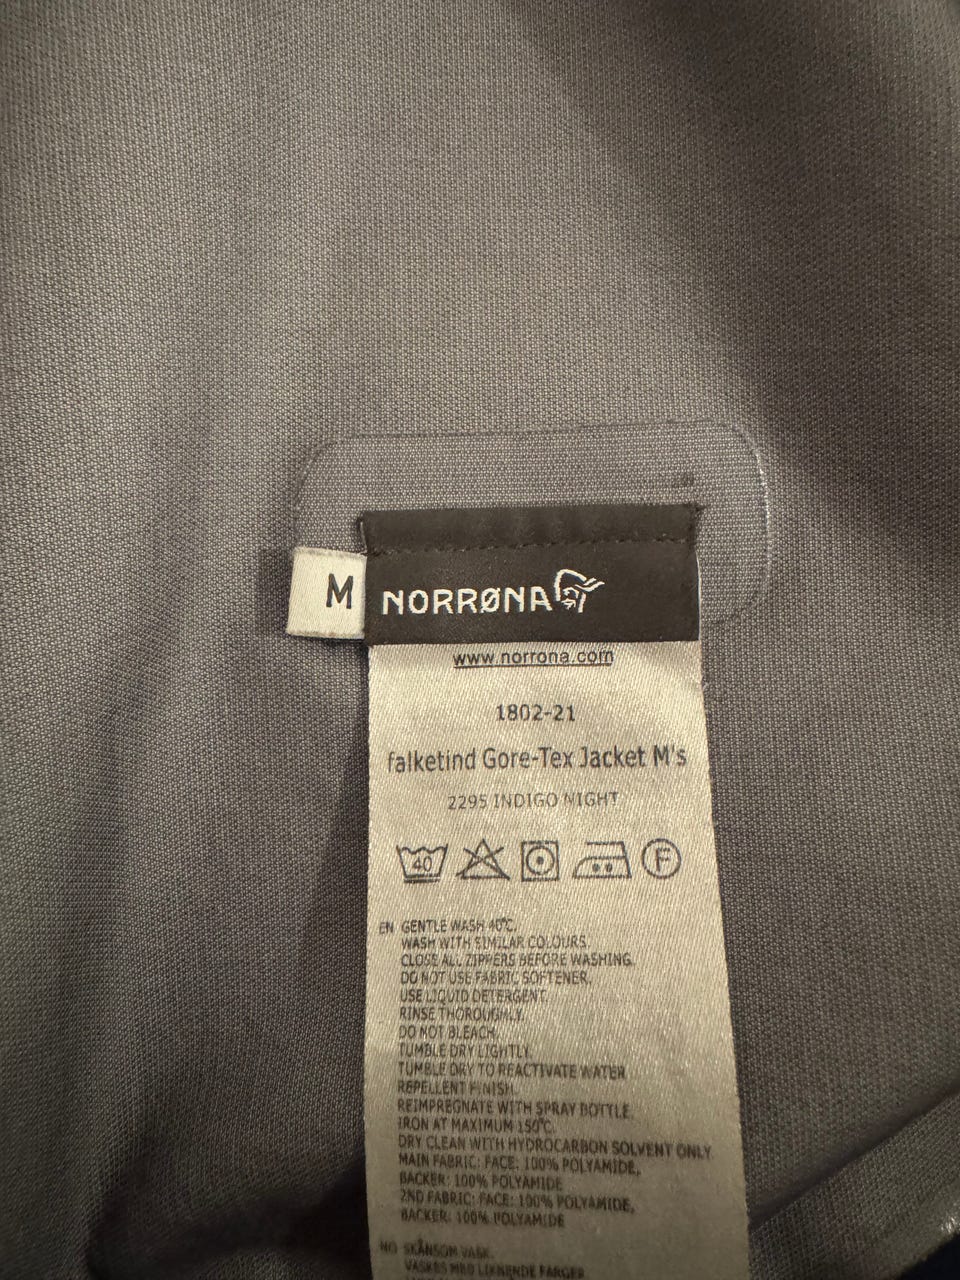 M
NORRØNA
www.norrona.com
1802-21
falketind Gore-Tex Jacket M's
2295 INDIGO NIGHT
40 F
EN GENTLE WASH 40°C.
WASH WITH SIMILAR COLOURS.
CLOSE ALL ZIPPERS BEFORE WASHING.
DO NOT USE FABRIC SOFTENER.
USE LIQUID DETERGENT.
RINSE THOROUGHLY.
DO NOT BLEACH.
TUMBLE DRY LIGHTLY.
TUMBLE DRY TO REACTIVATE WATER
REPELLENT FINISH.
REIMPREGNATE WITH SPRAY BOTTLE.
IRON AT MAXIMUM 150°C.
DRY CLEAN WITH HYDROCARBON SOLVENT ONLY.
MAIN FABRIC: FACE: 100% POLYAMIDE,
BACKER: 100% POLYAMIDE
2ND FABRIC: FACE: 100% POLYAMIDE,
BACKER: 100% POLYAMIDE
NO SKÅNSOM VASK.
VASKES MED LIKNENDE FARGER